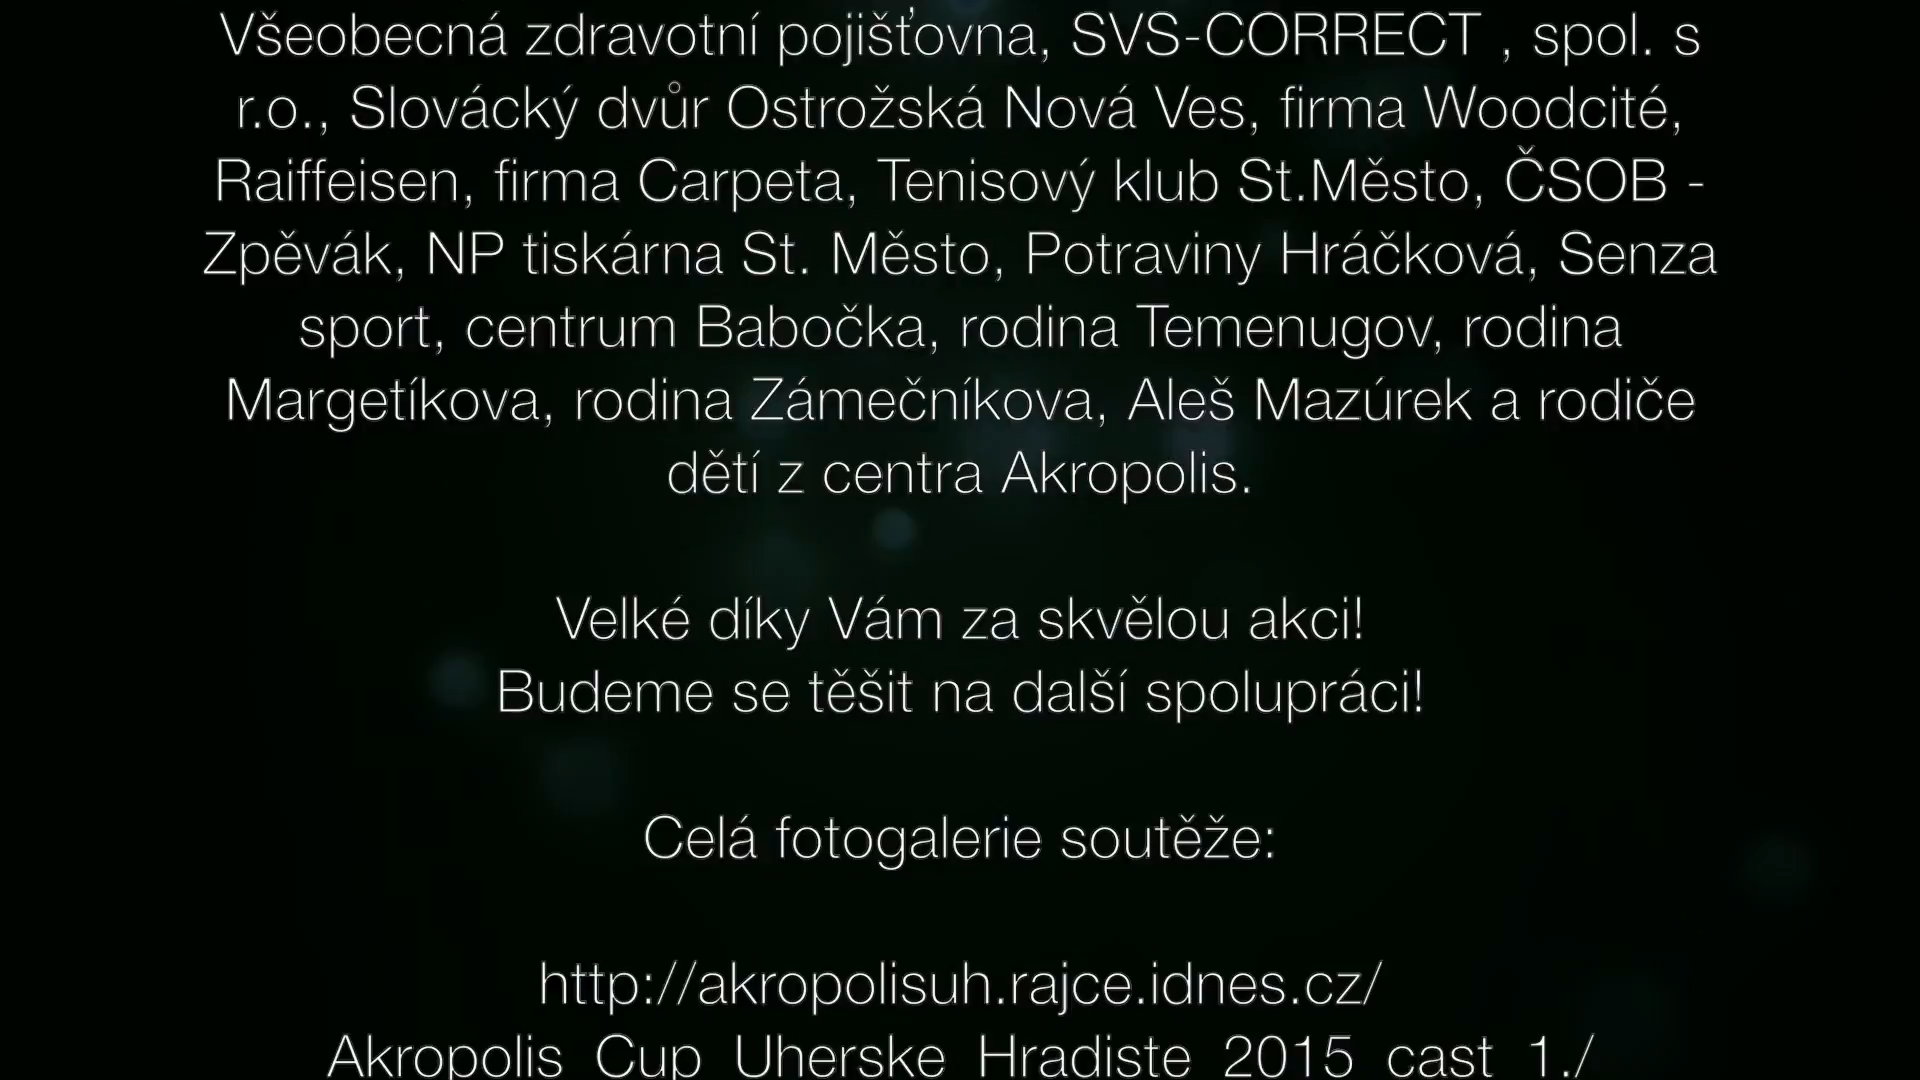 Všeobecná zdravotní pojišťovna, SVS-CORRECT , spol. s
r.o., Slovácký dvůr Ostrožská Nová Ves, firma Woodcité,
Raiffeisen, firma Carpeta, Tenisový klub St.Město, ČSOB -
Zpěvák, NP tiskárna St. Město, Potraviny Hráčková, Senza
sport, centrum Babočka, rodina Temenugov, rodina
Margetíkova, rodina Zámečníkova, Aleš Mazúrek a rodiče
dětí z centra Akropolis.
Velké díky Vám za skvělou akci!
Budeme se těšit na další spolupráci!
Celá fotogalerie soutěže:
http://akropolisuh.rajce.idnes.cz/
Akropolis_Cup_Uherske_Hradiste_2015_cast_1./